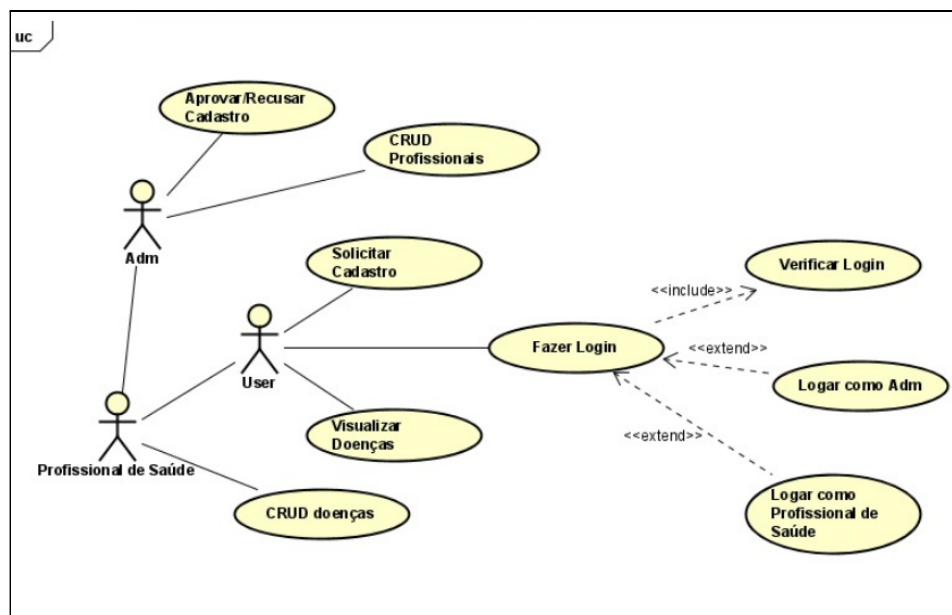 uc
Aprovar/Recusar
Cadastro
CRUD
Profissionais
Adm
Solicitar
Cadastro
Verificar Login
<<include>>
Fazer Login
<<extend>>
User
Logar como Adm
Visualizar
Doenças
<<extend>>
Profissional de Saúde
CRUD doenças
Logar como
Profissional de
Saúde